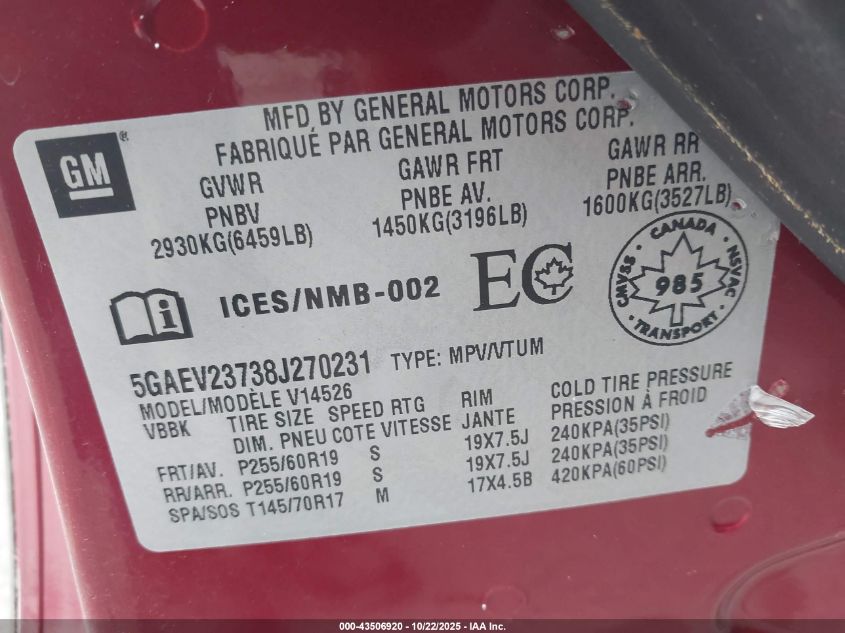 MFD BY GENERAL MOTORS CORP.
FABRIQUÉ PAR GENERAL MOTORS CORP.
GM®
GVWR GAWR FRT GAWR RR
PNBV PNBE AV. PNBE ARR.
2930KG(6459LB) 1450KG(3196LB) 1600KG(3527LB)
i ICES/NMB-002 EC
CANADA
CMVSS 985 NSVAC
TRANSPORT
5GAEV23738J270231 TYPE: MPV/VTUM
MODEL/MODÈLE V14526
VBBK TIRE SIZE SPEED RTG RIM COLD TIRE PRESSURE
DIM. PNEU COTE VITESSE JANTE PRESSION À FROID
FRT/AV. P255/60R19 S 19X7.5J 240KPA(35PSI)
RR/ARR. P255/60R19 S 19X7.5J 240KPA(35PSI)
SPA/SOS T145/70R17 M 17X4.5B 420KPA(60PSI)
000-43506920 - 10/22/2025 - IAA Inc.